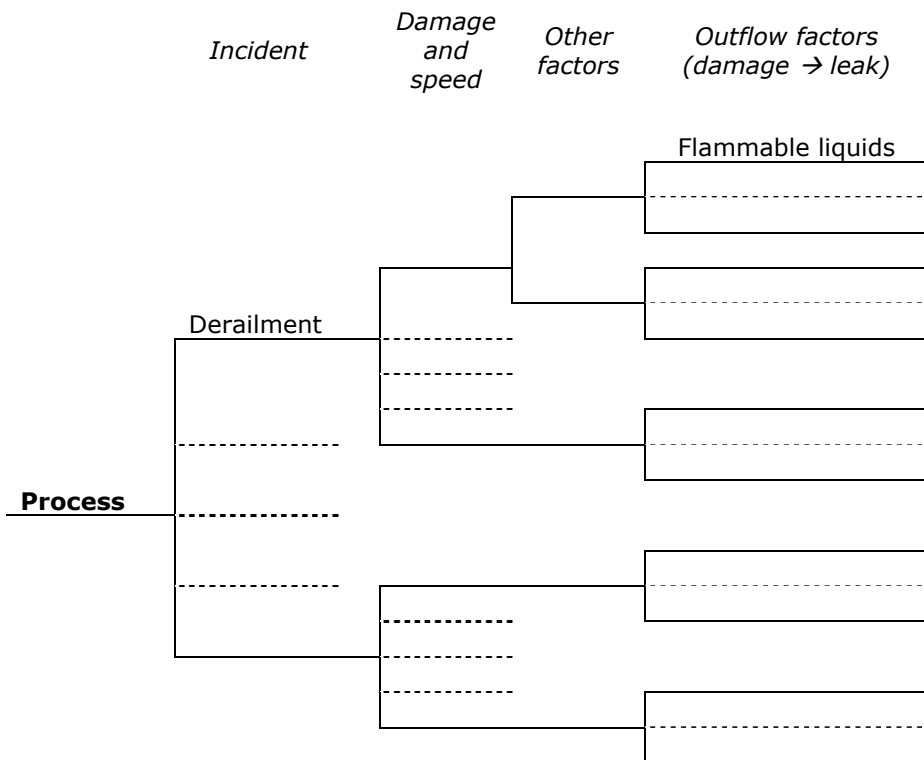 Incident
Damage
and
speed
Other
factors
Outflow factors
(damage → leak)
Flammable liquids
Derailment
Process